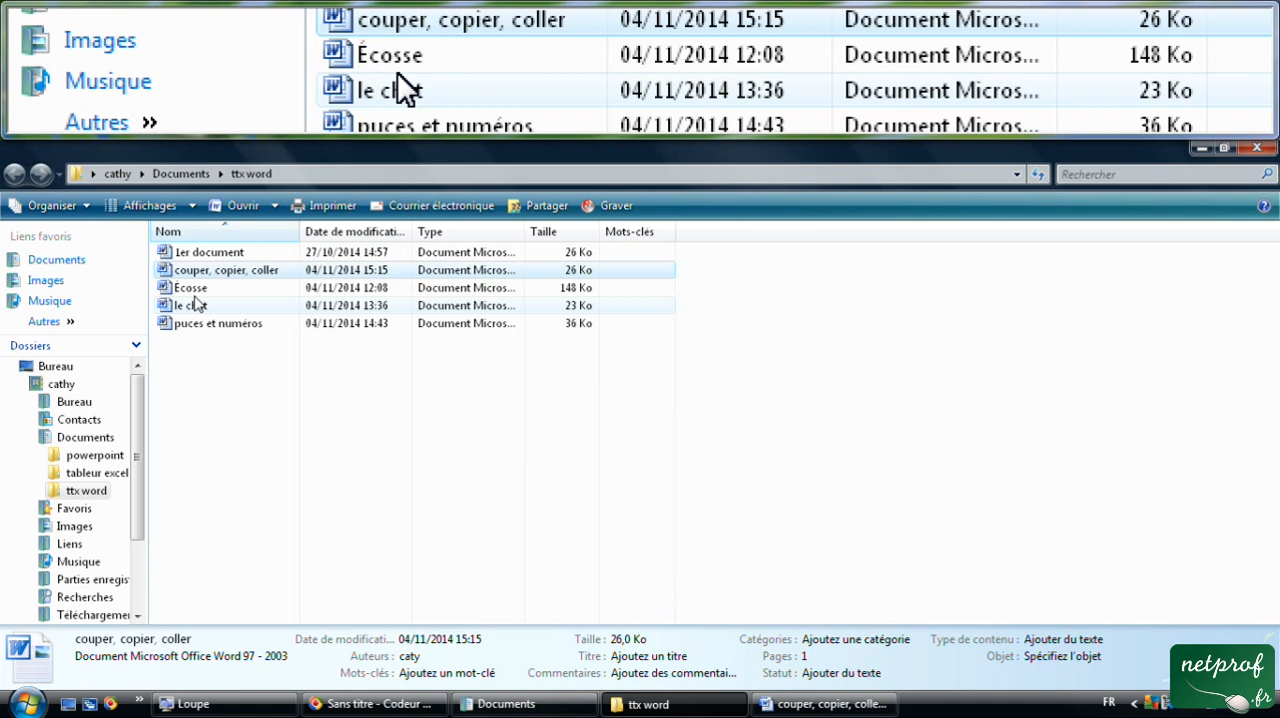 couper, copier, coller 04/11/2014 15:15 Document Micros... 26 Ko
Images
Écosse 04/11/2014 12:08 Document Micros... 148 Ko
Musique
le 04/11/2014 13:36 Document Micros... 23 Ko
Autres »
puces et numéros 04/11/2014 14:43 Document Micros... 36 Ko
cathy Documents ttx word
Rechercher
Organiser Affichages Ouvrir Imprimer Courrier électronique Partager Graver
Liens favoris
Documents
Images
Musique
Autres »
Dossiers
Bureau
cathy
Bureau
Contacts
Documents
powerpoint
tableur excel
ttx word
Favoris
Images
Liens
Musique
Parties enregis
Recherches
Téléchargemei
Nom Date de modificati... Type Taille Mots-clés
1er document 27/10/2014 14:57 Document Micros... 26 Ko
couper, copier, coller 04/11/2014 15:15 Document Micros... 26 Ko
Écosse 04/11/2014 12:08 Document Micros... 148 Ko
le 04/11/2014 13:36 Document Micros... 23 Ko
puces et numéros 04/11/2014 14:43 Document Micros... 36 Ko
couper, copier, coller Date de modificati... 04/11/2014 15:15 Taille : 26,0 Ko Catégories : Ajoutez une catégorie Type de contenu : Ajouter du texte
Document Microsoft Office Word 97 - 2003 Auteurs : caty Titre : Ajoutez un titre Pages : 1 Objet : Spécifiez l'objet
Mots-clés : Ajoutez un mot-clé Commentaires : Ajoutez des commentai... Statut : Ajouter du texte
netprof
.fr
» Loupe Sans titre - Codeur ... Documents ttx word couper, copier, colle... FR